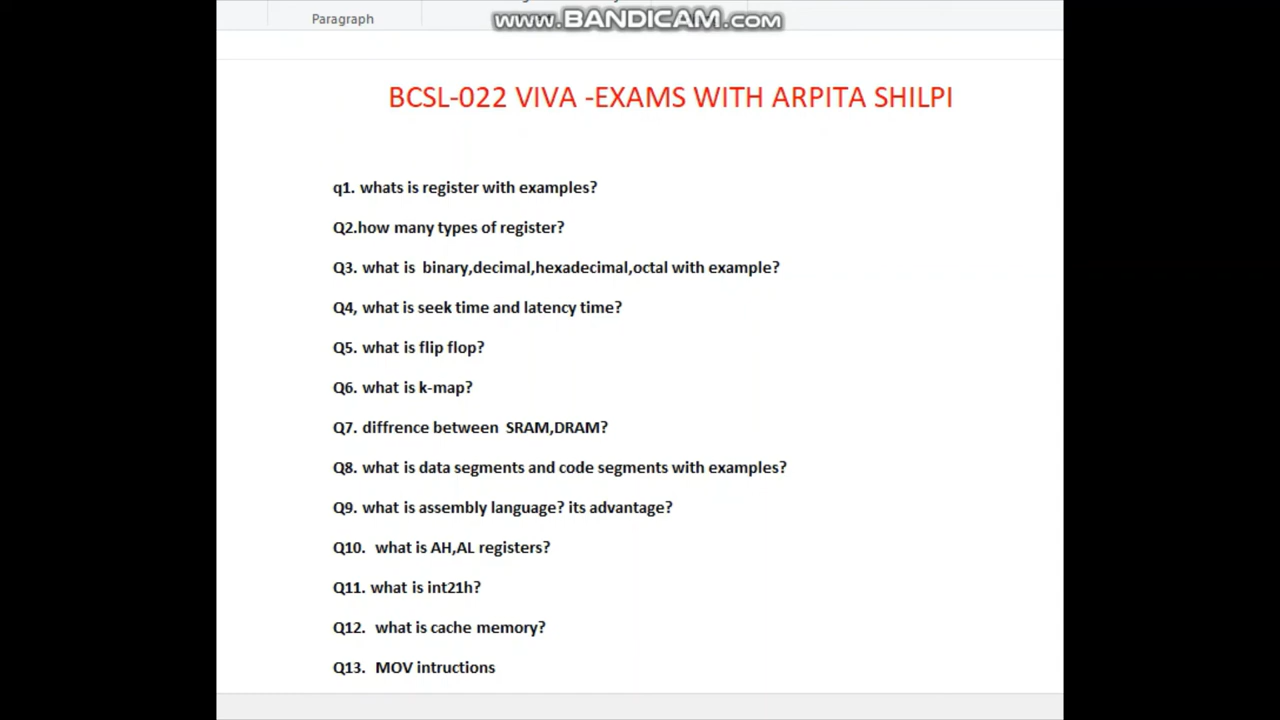 Paragraph
www.BANDICAM.com
BCSL-022 VIVA -EXAMS WITH ARPITA SHILPI
q1. whats is register with examples?
Q2.how many types of register?
Q3. what is binary,decimal,hexadecimal,octal with example?
Q4, what is seek time and latency time?
Q5. what is flip flop?
Q6. what is k-map?
Q7. diffrence between SRAM,DRAM?
Q8. what is data segments and code segments with examples?
Q9. what is assembly language? its advantage?
Q10. what is AH,AL registers?
Q11. what is int21h?
Q12. what is cache memory?
Q13. MOV intructions